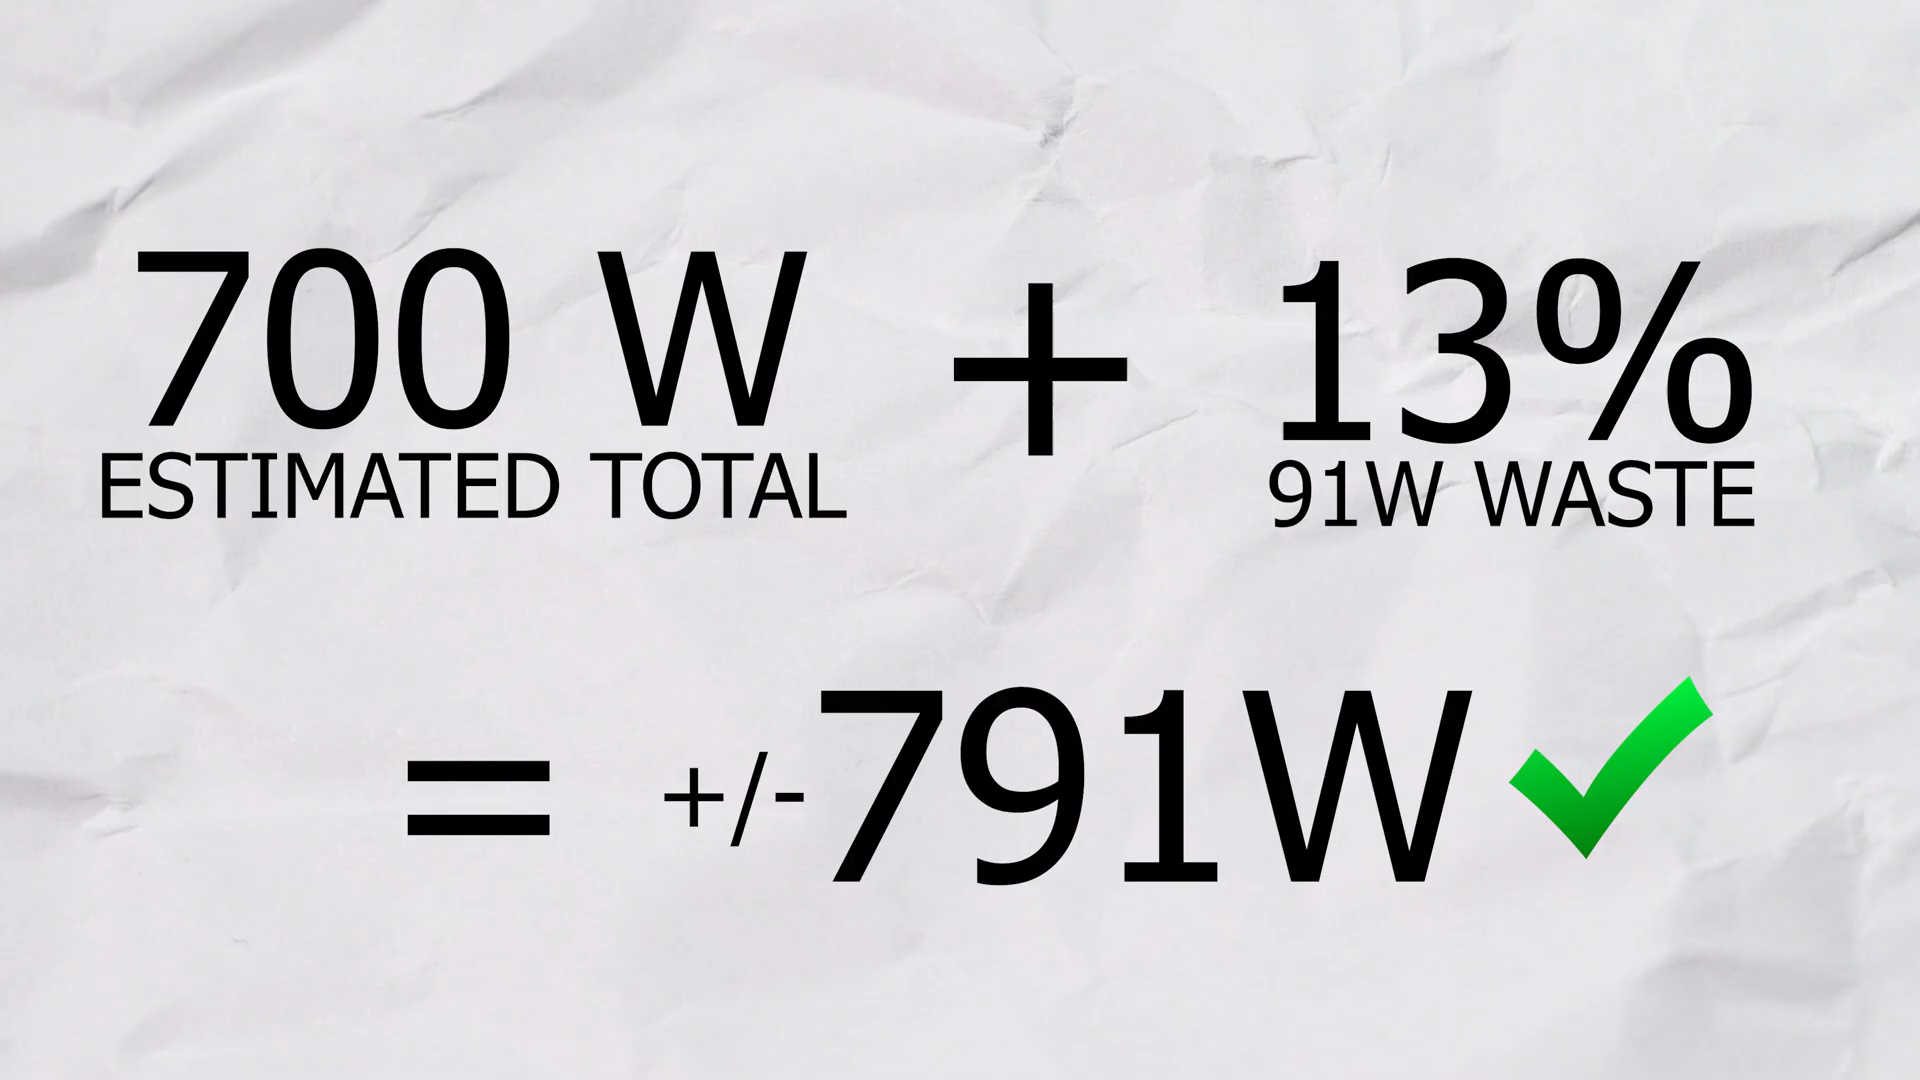 700 W + 13%
ESTIMATED TOTAL 91W WASTE
= +/-791W